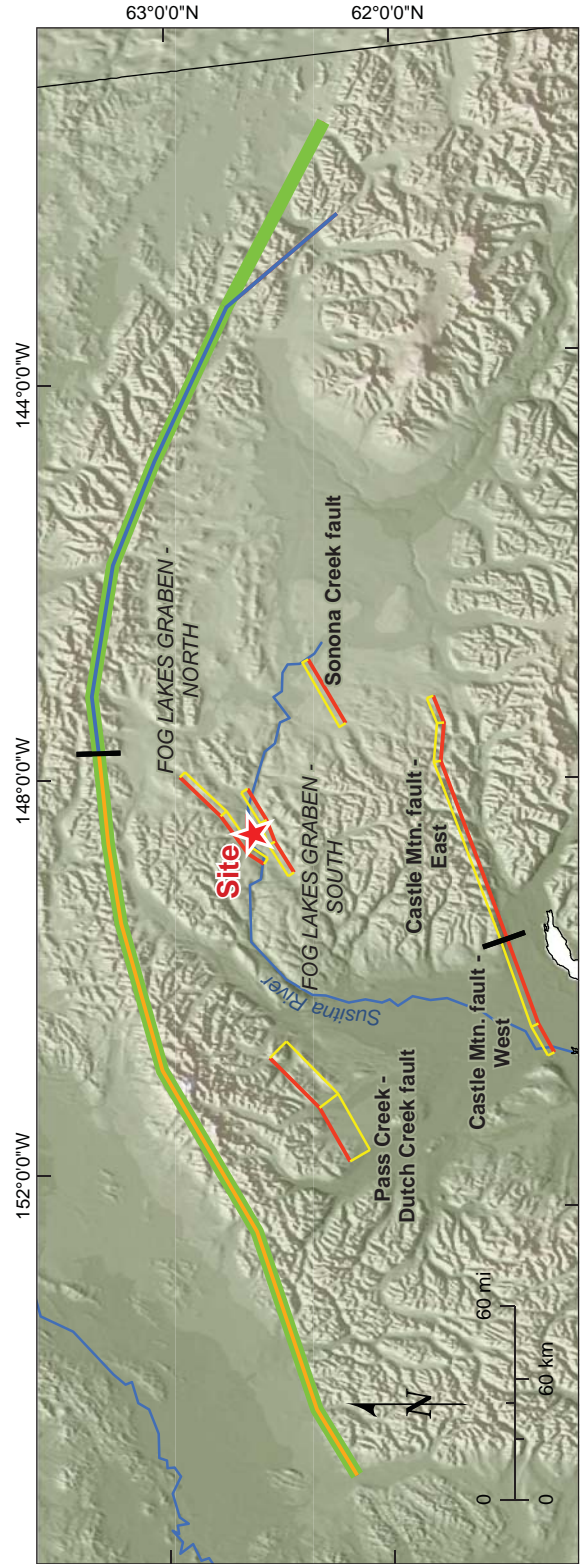 152°0'0"W
148°0'0"W
144°0'0"W
63°0'0"N
62°0'0"N
FOG LAKES GRABEN -
NORTH
Site
Sonona Creek fault
FOG LAKES GRABEN -
SOUTH
Susitna River
Castle Mtn. fault -
East
Pass Creek -
Dutch Creek fault
Castle Mtn. fault -
West
N
0 60 mi
0 60 km